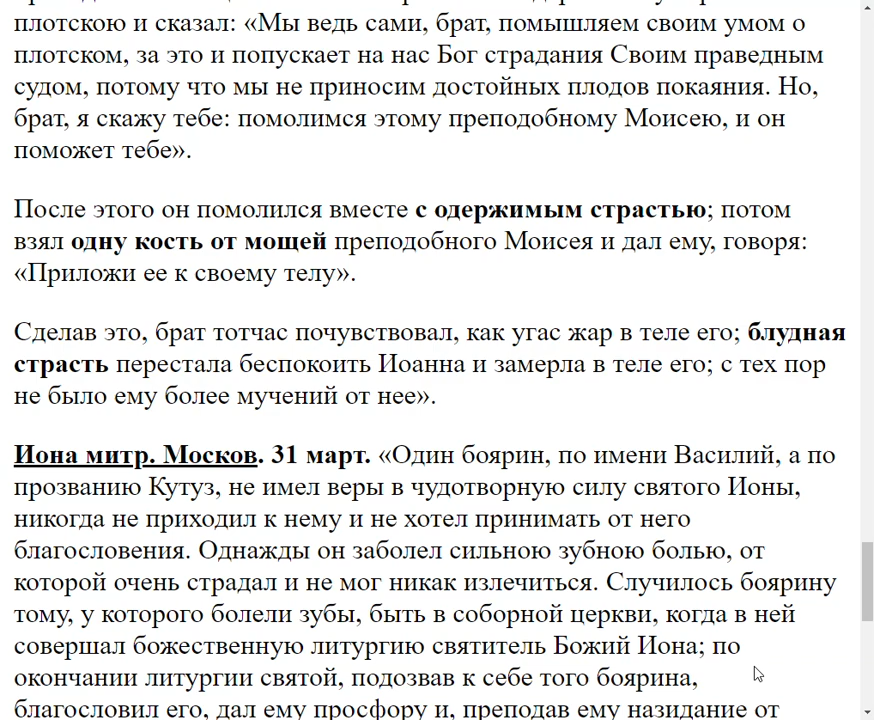 плотскою и сказал: «Мы ведь сами, брат, помышляем своим умом о
плотском, за это и попускает на нас Бог страдания Своим праведным
судом, потому что мы не приносим достойных плодов покаяния. Но,
брат, я скажу тебе: помолимся этому преподобному Моисею, и он
поможет тебе».
После этого он помолился вместе с одержимым страстью; потом
взял одну кость от мощей преподобного Моисея и дал ему, говоря:
«Приложи ее к своему телу».
Сделав это, брат тотчас почувствовал, как угас жар в теле его; блудная
страсть перестала беспокоить Иоанна и замерла в теле его; с тех пор
не было ему более мучений от нее».
Иона митр. Москов. 31 март. «Один боярин, по имени Василий, а по
прозванию Кутуз, не имел веры в чудотворную силу святого Ионы,
никогда не приходил к нему и не хотел принимать от него
благословения. Однажды он заболел сильною зубною болью, от
которой очень страдал и не мог никак излечиться. Случилось боярину
тому, у которого болели зубы, быть в соборной церкви, когда в ней
совершал божественную литургию святитель Божий Иона; по
окончании литургии святой, подозвав к себе того боярина,
благословил его, дал ему просфору и, преподав ему назидание от